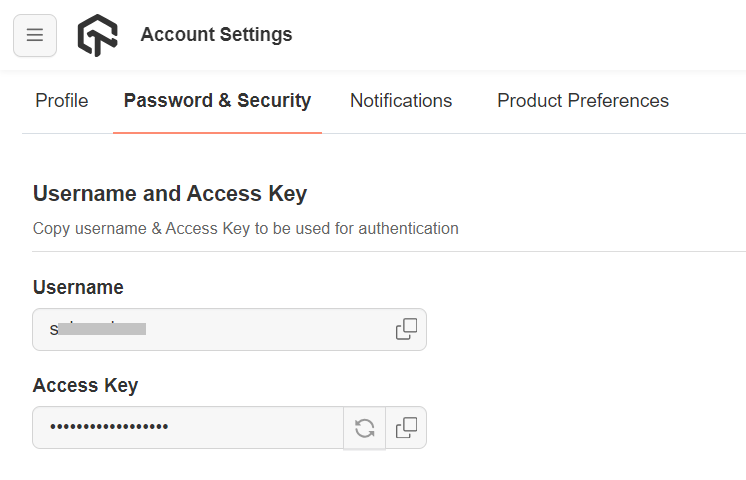 Account Settings
Profile Password & Security Notifications Product Preferences
Username and Access Key
Copy username & Access Key to be used for authentication
Username
Access Key
••••••••••••••••••